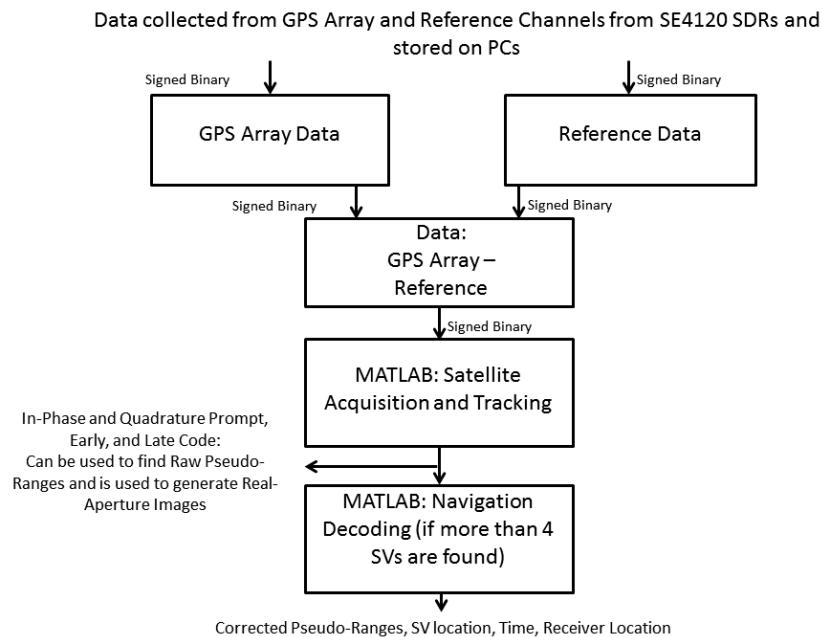 Data collected from GPS Array and Reference Channels from SE4120 SDRs and
stored on PCs
Signed Binary
Signed Binary
GPS Array Data
Reference Data
Signed Binary
Signed Binary
Data:
GPS Array –
Reference
Signed Binary
MATLAB: Satellite
Acquisition and Tracking
In-Phase and Quadrature Prompt,
Early, and Late Code:
Can be used to find Raw Pseudo-
Ranges and is used to generate Real-
Aperture Images
MATLAB: Navigation
Decoding (if more than 4
SVs are found)
Corrected Pseudo-Ranges, SV location, Time, Receiver Location